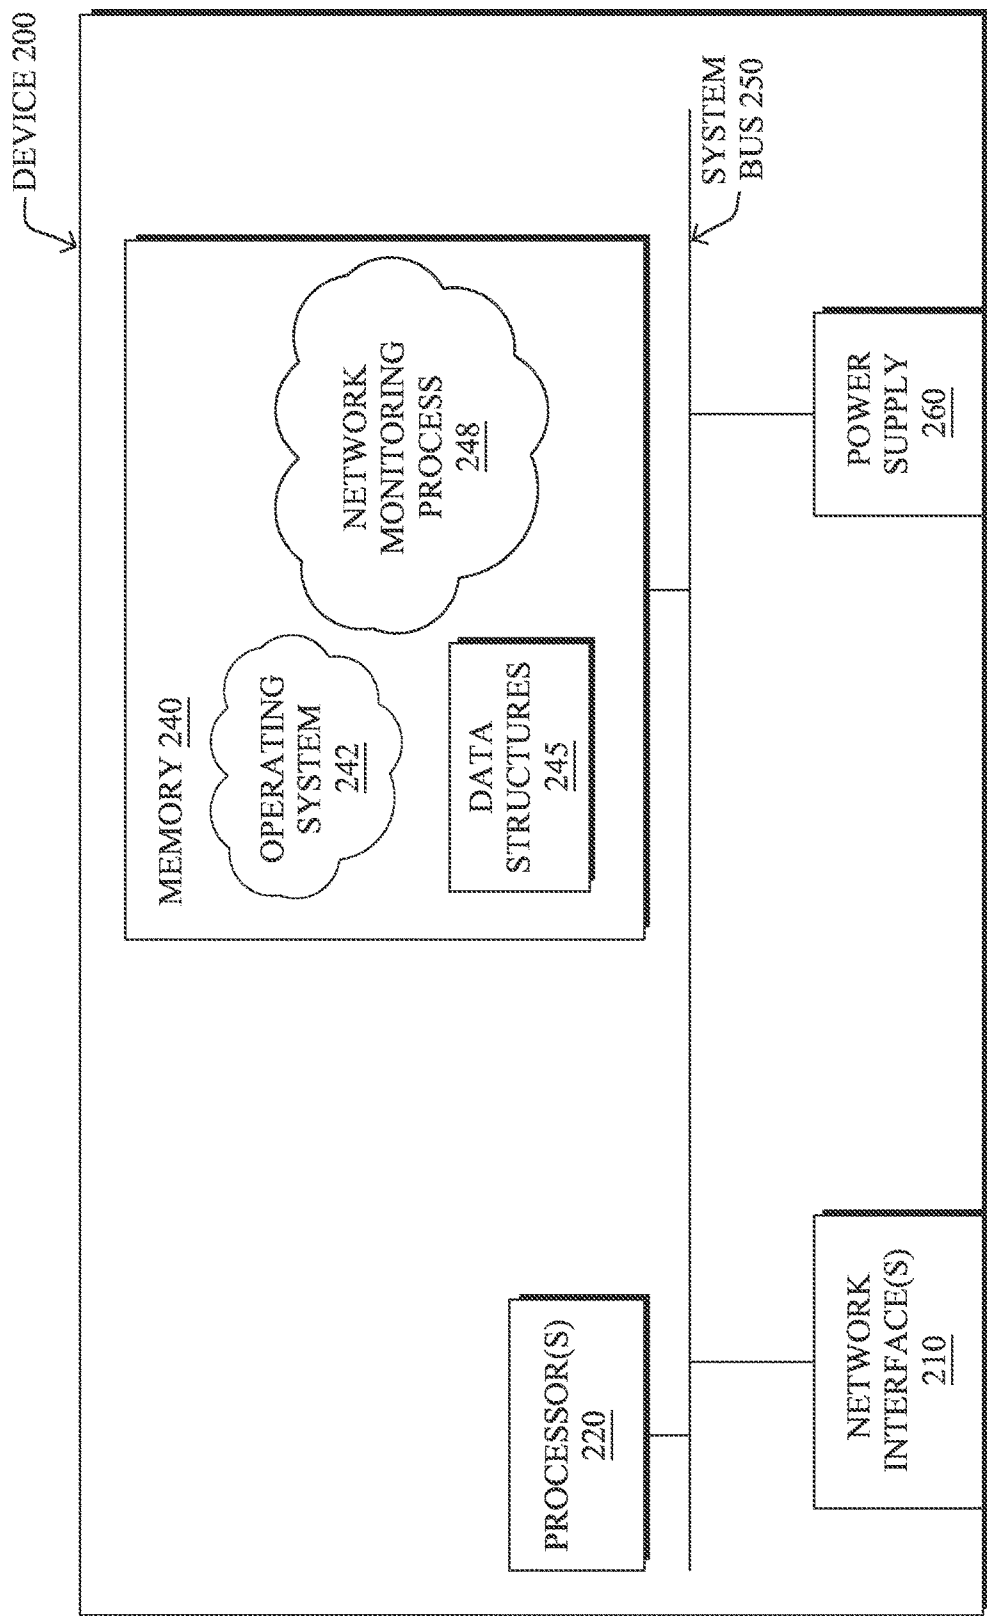 DEVICE 200
MEMORY 240
OPERATING
SYSTEM
242
NETWORK
MONITORING
PROCESS
248
DATA
STRUCTURES
245
PROCESSOR(S)
220
SYSTEM
BUS 250
NETWORK
INTERFACE(S)
210
POWER
SUPPLY
260